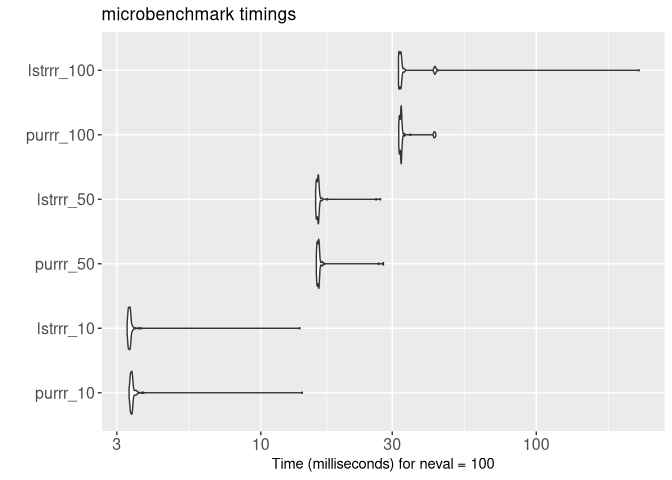 microbenchmark timings
lstrrr_100
purrr_100
lstrrr_50
purrr_50
lstrrr_10
purrr_10
3 10 30 100
Time (milliseconds) for neval = 100